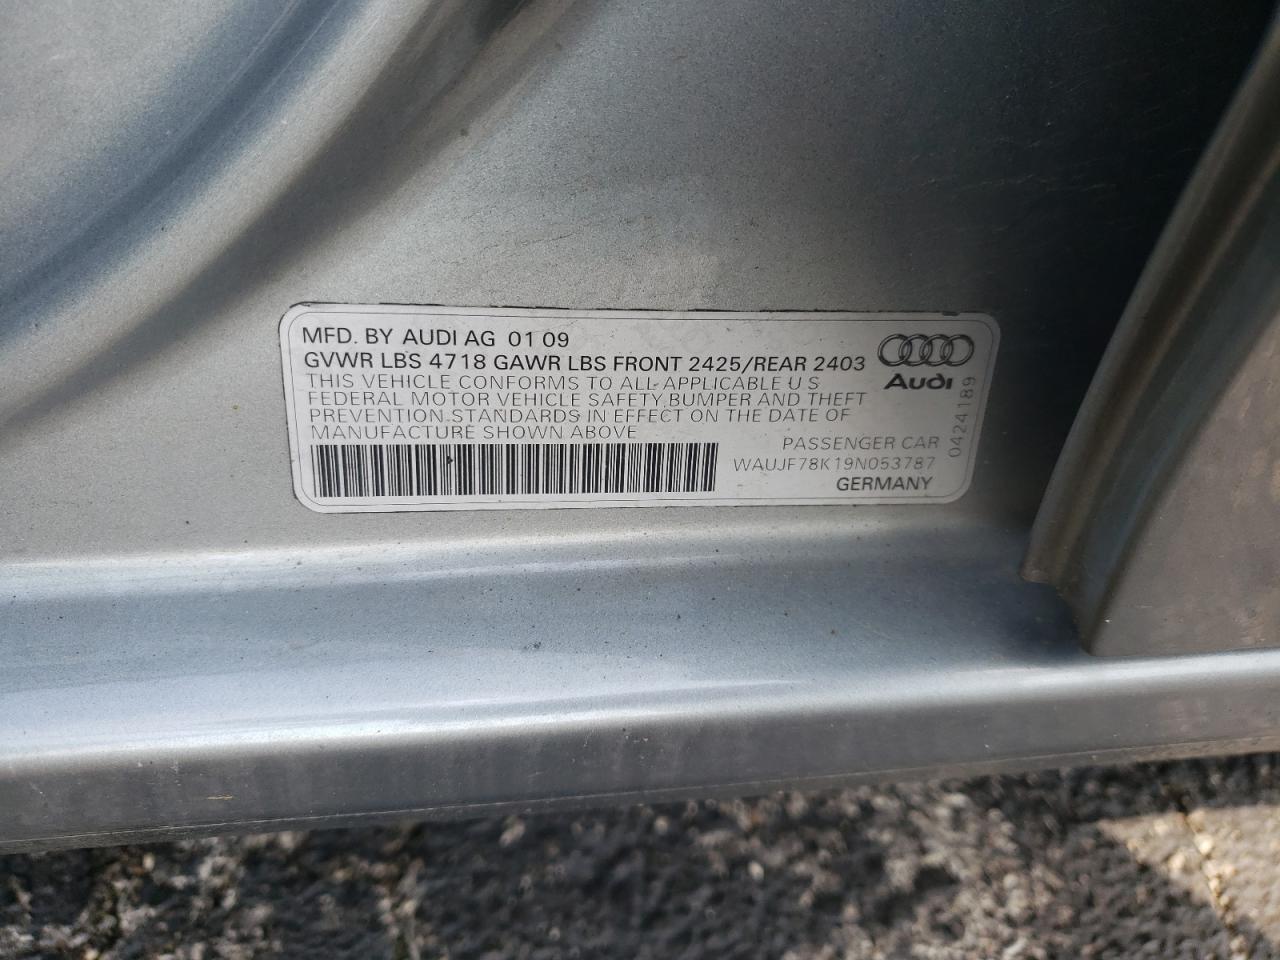 MFD. BY AUDI AG 01 09
GVWR LBS 4718 GAWR LBS FRONT 2425/REAR 2403
THIS VEHICLE CONFORMS TO ALL APPLICABLE U S
FEDERAL MOTOR VEHICLE SAFETY, BUMPER AND THEFT
PREVENTION STANDARDS IN EFFECT ON THE DATE OF
MANUFACTURE SHOWN ABOVE
Audi
0424189
PASSENGER CAR
WAUJF78K19N053787
GERMANY